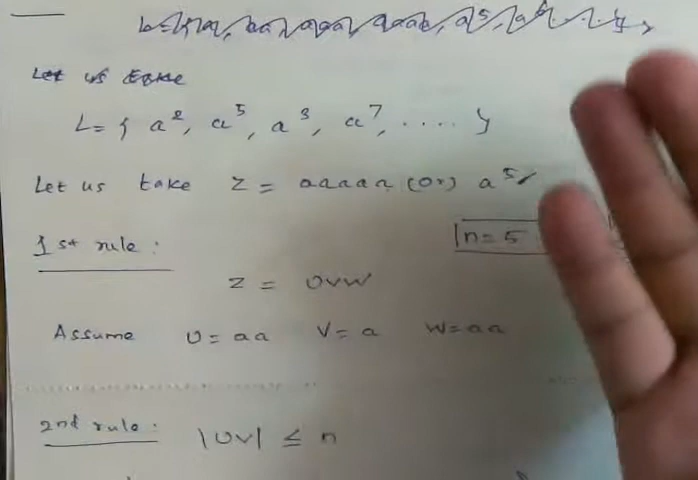 Let us take
L = { a², a⁵, a³, a⁷, ..... }
Let us take Z = aaaaa (or) a⁵
1st rule:
n = 5
Z = UVW
Assume U = aa V = a W = aa
2nd rule: |UV| ≤ n